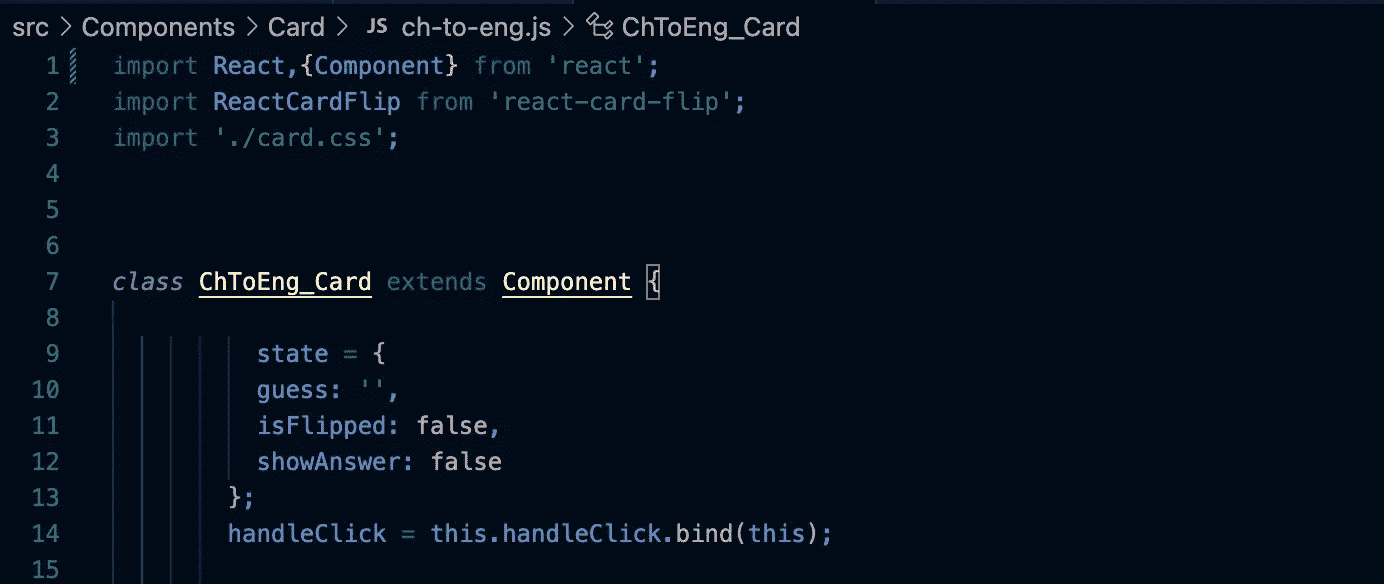 src > Components > Card > JS ch-to-eng.js > ChToEng_Card
1 import React,{Component} from 'react';
2 import ReactCardFlip from 'react-card-flip';
3 import './card.css';
4
5
6
7 class ChToEng_Card extends Component {
8
9 state = {
10 guess: '',
11 isFlipped: false,
12 showAnswer: false
13 };
14 handleClick = this.handleClick.bind(this);
15